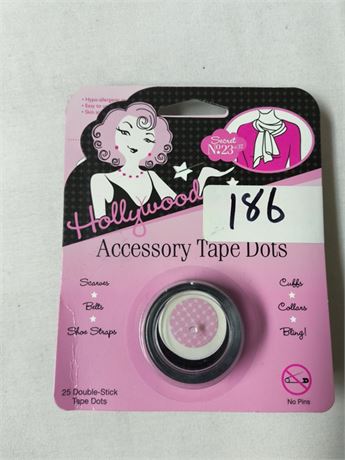 • Hypo-allergenic
• Easy to
• Skin
Secret
No. 23
Hollywood
186
Accessory Tape Dots
Scarves
Belts
Shoe Straps
Cuffs
Collars
Bling!
25 Double-Stick
Tape Dots
No Pins